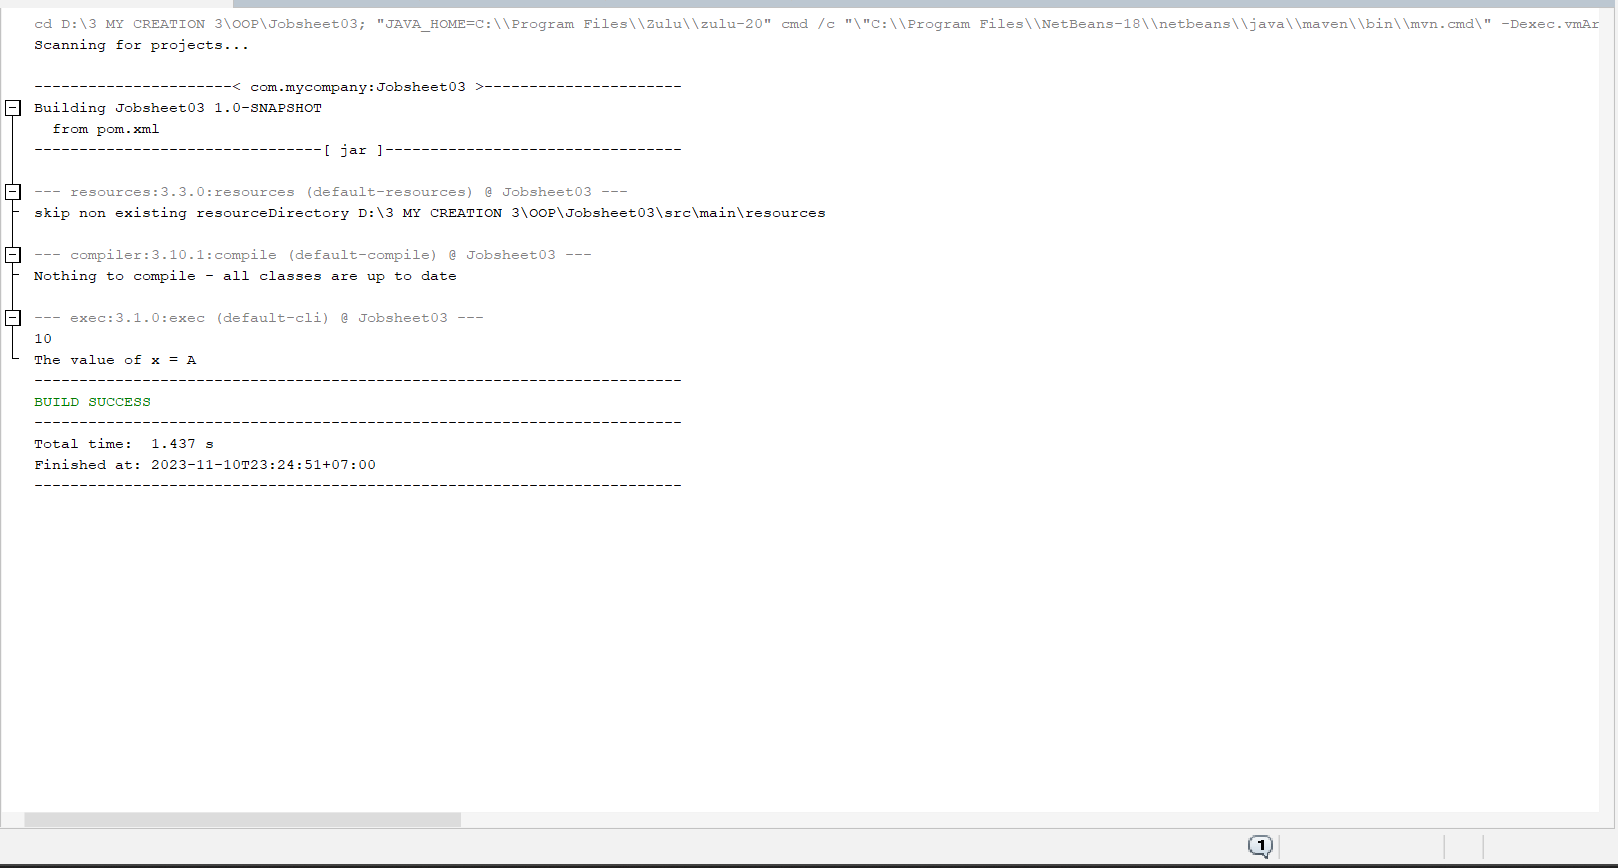 cd D:\3 MY CREATION 3\OOP\Jobsheet03; "JAVA_HOME=C:\\Program Files\\Zulu\\zulu-20" cmd /c "\"C:\\Program Files\\NetBeans-18\\netbeans\\java\\maven\\bin\\mvn.cmd\" -Dexec.vmAr
Scanning for projects...
----------------------< com.mycompany:Jobsheet03 >----------------------
Building Jobsheet03 1.0-SNAPSHOT
  from pom.xml
--------------------------------[ jar ]---------------------------------
--- resources:3.3.0:resources (default-resources) @ Jobsheet03 ---
skip non existing resourceDirectory D:\3 MY CREATION 3\OOP\Jobsheet03\src\main\resources
--- compiler:3.10.1:compile (default-compile) @ Jobsheet03 ---
Nothing to compile - all classes are up to date
--- exec:3.1.0:exec (default-cli) @ Jobsheet03 ---
10
The value of x = A
------------------------------------------------------------------------
BUILD SUCCESS
------------------------------------------------------------------------
Total time:  1.437 s
Finished at: 2023-11-10T23:24:51+07:00
------------------------------------------------------------------------
1